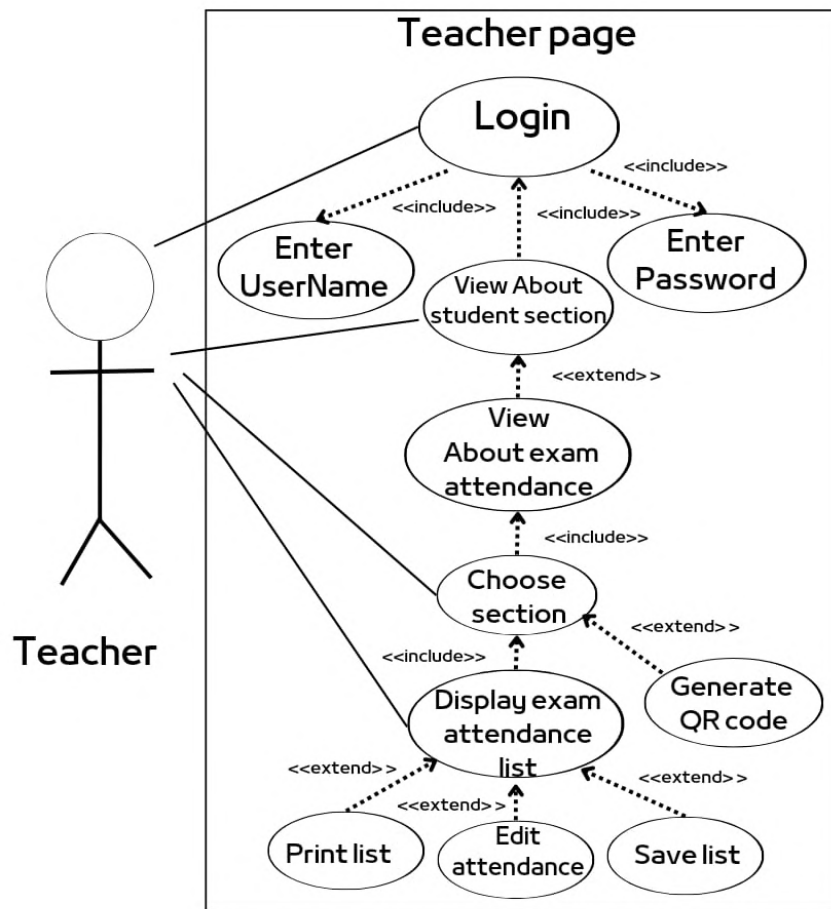 Teacher page
Login
<<include>>
<<include>>
<<include>>
Enter
UserName
Enter
Password
View About
student section
<<extend>>
View
About exam
attendance
<<include>>
Choose
section
<<extend>>
Teacher
<<include>>
Generate
QR code
Display exam
attendance
list
<<extend>>
<<extend>>
<<extend>>
Print list
Edit
attendance
Save list